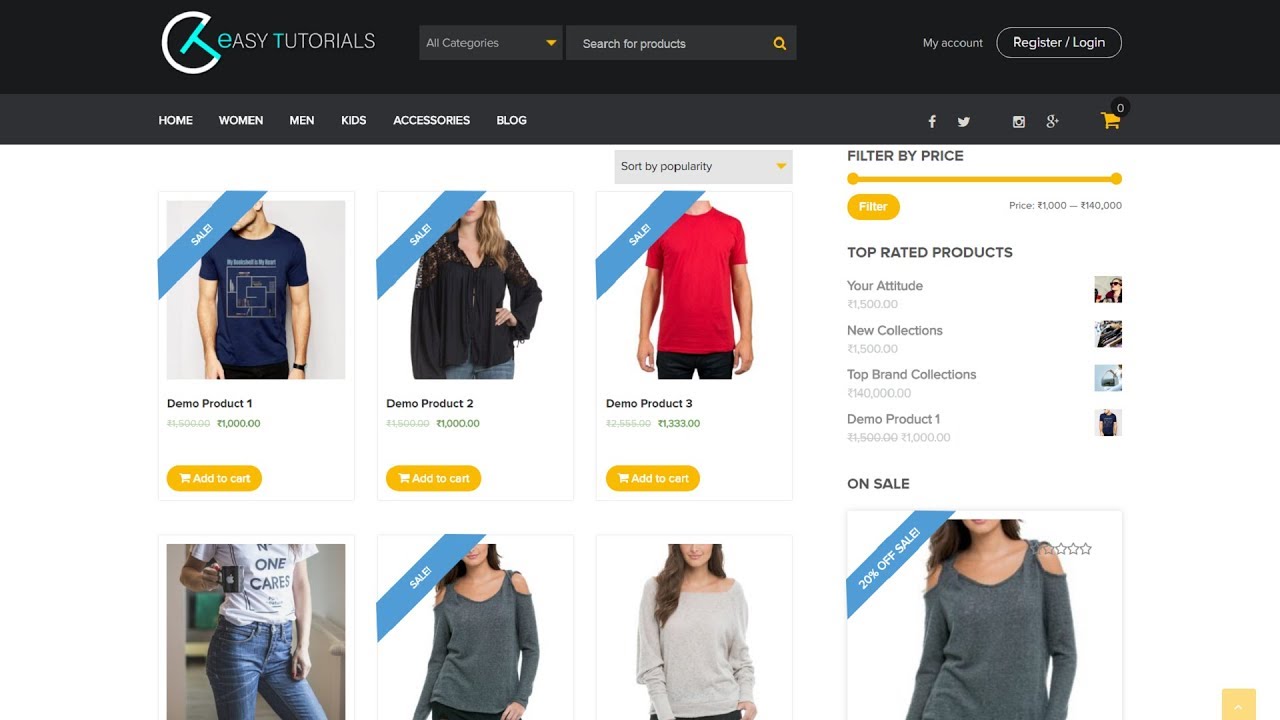 eASY TUTORIALS
All Categories
Search for products
My account
Register / Login
HOME
WOMEN
MEN
KIDS
ACCESSORIES
BLOG
0
Sort by popularity
SALE!
My Bookshelf is My Heart
Demo Product 1
₹1,500.00 ₹1,000.00
Add to cart
SALE!
Demo Product 2
₹1,500.00 ₹1,000.00
Add to cart
SALE!
Demo Product 3
₹2,555.00 ₹1,333.00
Add to cart
ONE
CARES
SALE!
FILTER BY PRICE
Filter
Price: ₹1,000 — ₹140,000
TOP RATED PRODUCTS
Your Attitude
₹1,500.00
New Collections
₹1,500.00
Top Brand Collections
₹140,000.00
Demo Product 1
₹1,500.00 ₹1,000.00
ON SALE
20% OFF SALE!